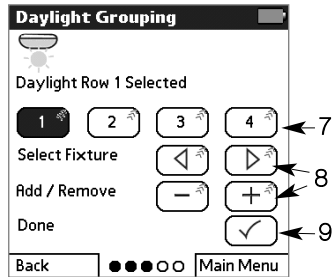 Daylight Grouping
Daylight Row 1 Selected
1 2 3 4 7
Select Fixture
8
Add / Remove − +
Done 9
Back Main Menu